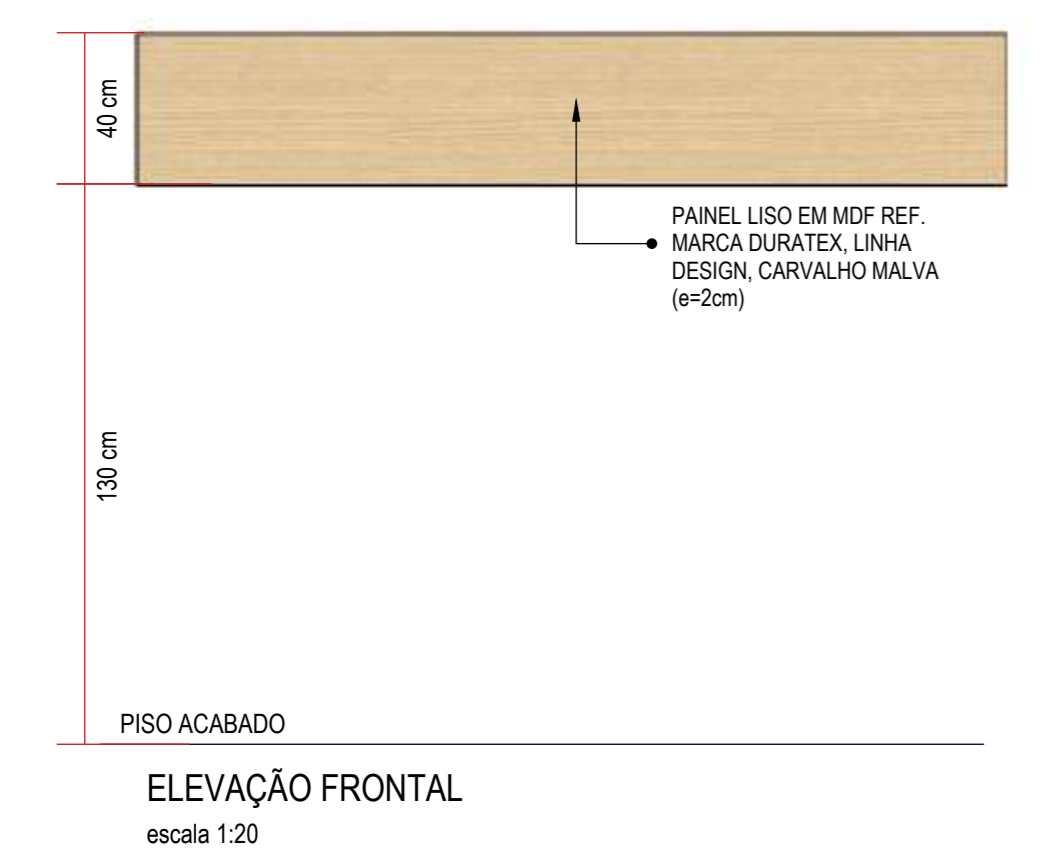 40 cm
PAINEL LISO EM MDF REF.
MARCA DURATEX, LINHA
DESIGN, CARVALHO MALVA
(e=2cm)
130 cm
PISO ACABADO
ELEVAÇÃO FRONTAL
escala 1:20